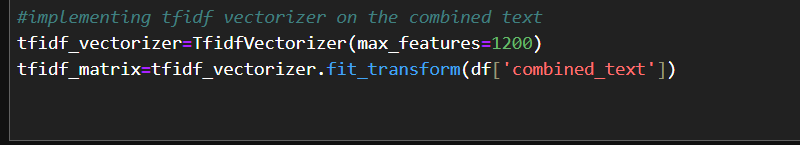 #implementing tfidf vectorizer on the combined text
tfidf_vectorizer=TfidfVectorizer(max_features=1200)
tfidf_matrix=tfidf_vectorizer.fit_transform(df['combined_text'])